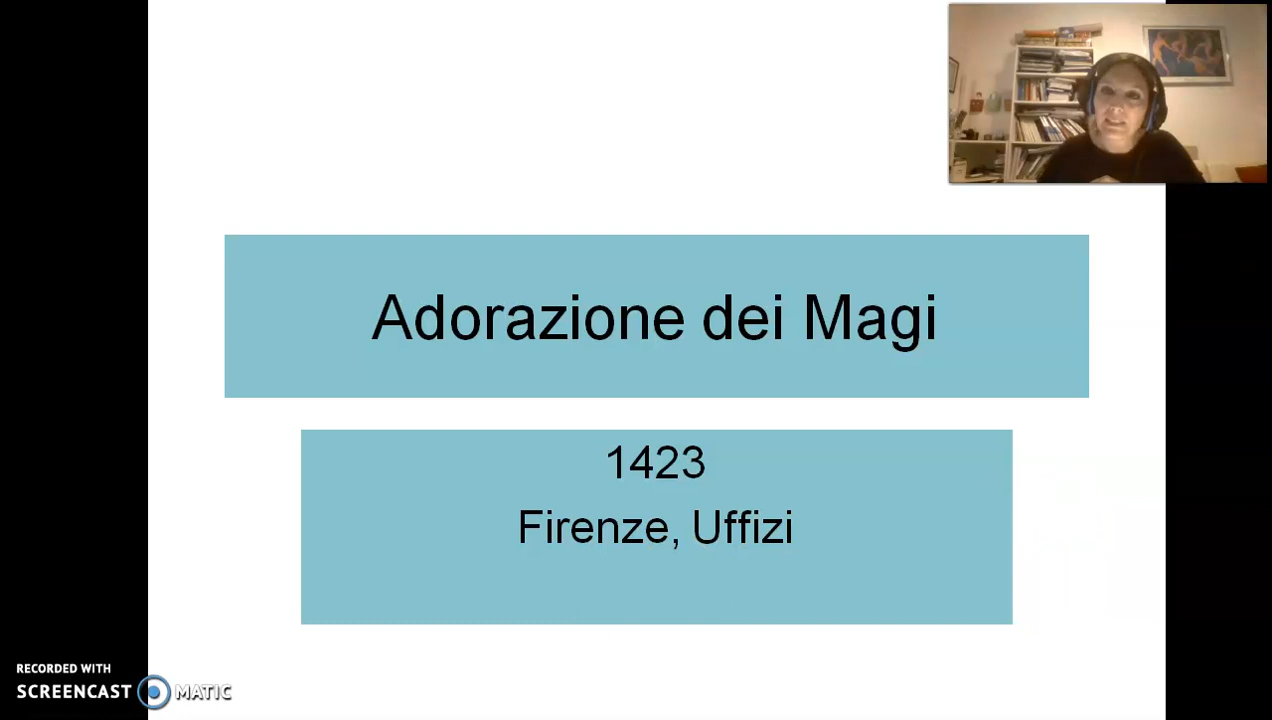 Adorazione dei Magi
1423
Firenze, Uffizi
RECORDED WITH
SCREENCAST MATIC